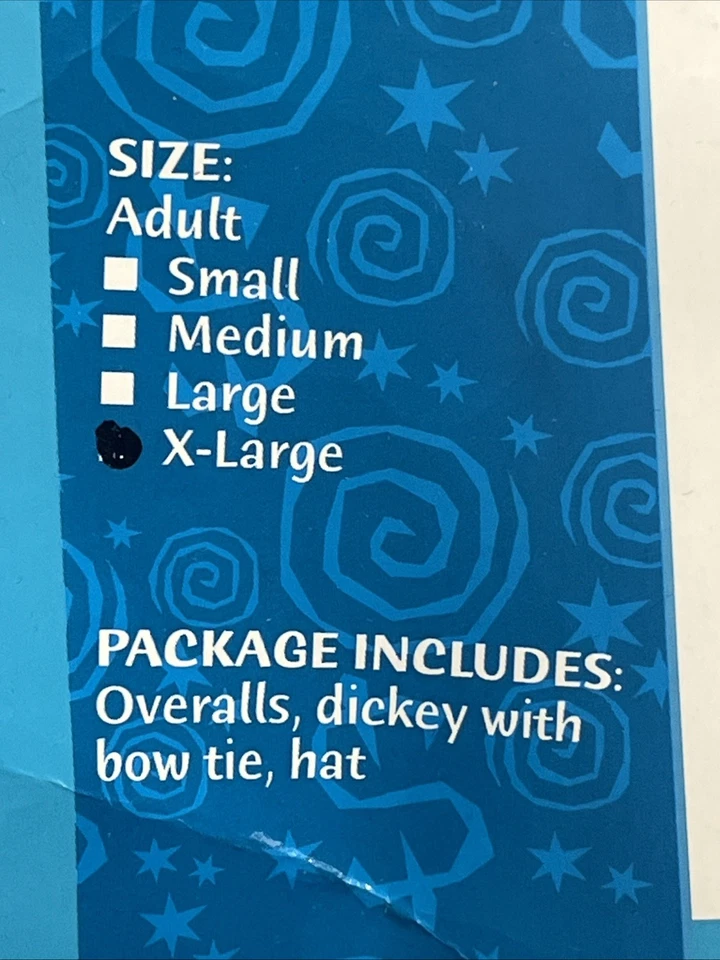 SIZE:
Adult
Small
Medium
Large
X-Large
PACKAGE INCLUDES:
Overalls, dickey with
bow tie, hat